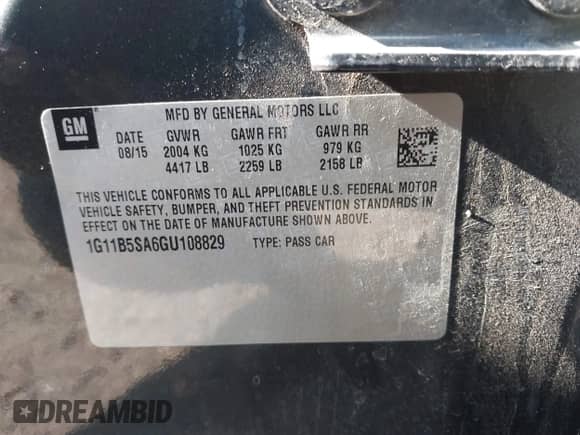 MFD BY GENERAL MOTORS LLC
GM
DATE GVWR GAWR FRT GAWR RR
08/15 2004 KG 1025 KG 979 KG
4417 LB 2259 LB 2158 LB
THIS VEHICLE CONFORMS TO ALL APPLICABLE U.S. FEDERAL MOTOR
VEHICLE SAFETY, BUMPER, AND THEFT PREVENTION STANDARDS IN
EFFECT ON THE DATE OF MANUFACTURE SHOWN ABOVE.
1G11B5SA6GU108829 TYPE: PASS CAR
DREAMBID